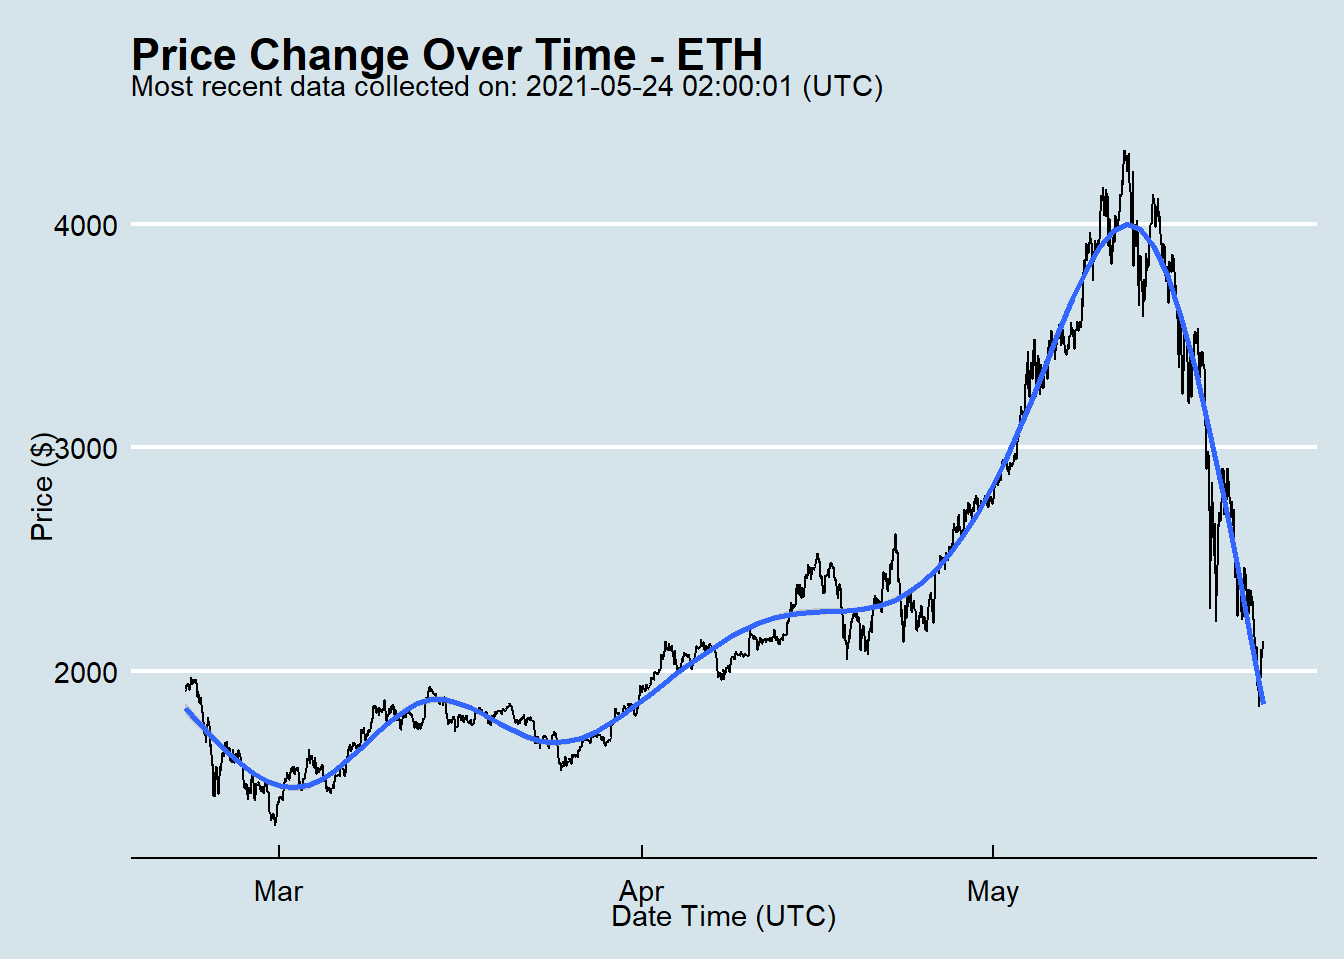 Price Change Over Time - ETH
Most recent data collected on: 2021-05-24 02:00:01 (UTC)
4000
3000
2000
Price ($)
Mar
Apr
May
Date Time (UTC)